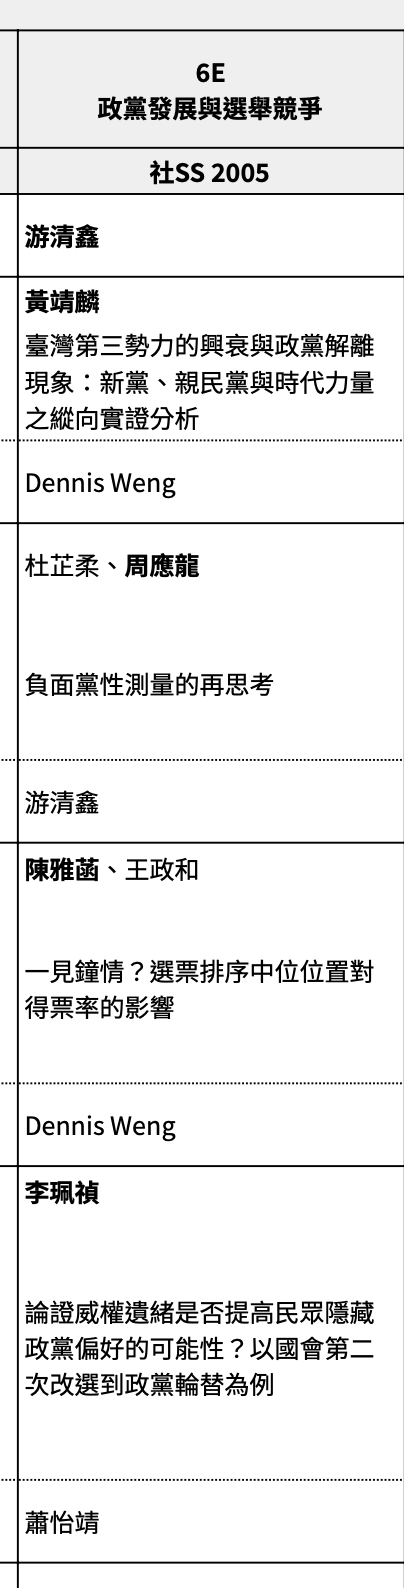 6E
政黨發展與選舉競爭
社SS 2005
游清鑫
黃靖麟
臺灣第三勢力的興衰與政黨解離
現象：新黨、親民黨與時代力量
之縱向實證分析
Dennis Weng
杜芷柔、周應龍
負面黨性測量的再思考
游清鑫
陳雅菡、王政和
一見鐘情？選票排序中位位置對
得票率的影響
Dennis Weng
李珮禎
論證威權遺緒是否提高民眾隱藏
政黨偏好的可能性？以國會第二
次改選到政黨輪替為例
蕭怡靖